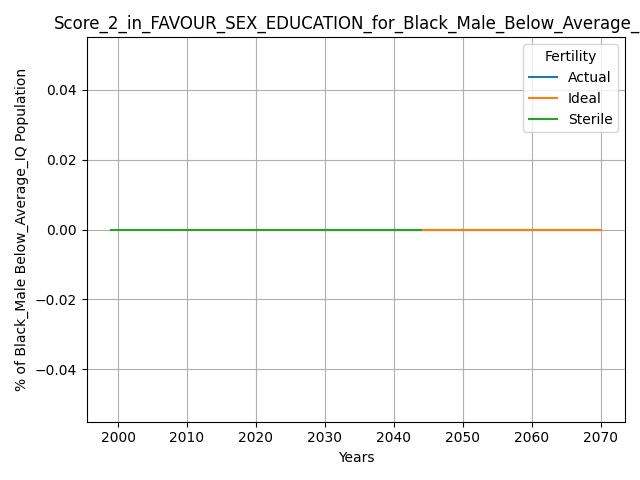 Score_2_in_FAVOUR_SEX_EDUCATION_for_Black_Male_Below_Average_
Fertility
Actual
Ideal
Sterile
% of Black_Male Below_Average_IQ Population
0.04
0.02
0.00
−0.02
−0.04
2000 2010 2020 2030 2040 2050 2060 2070
Years